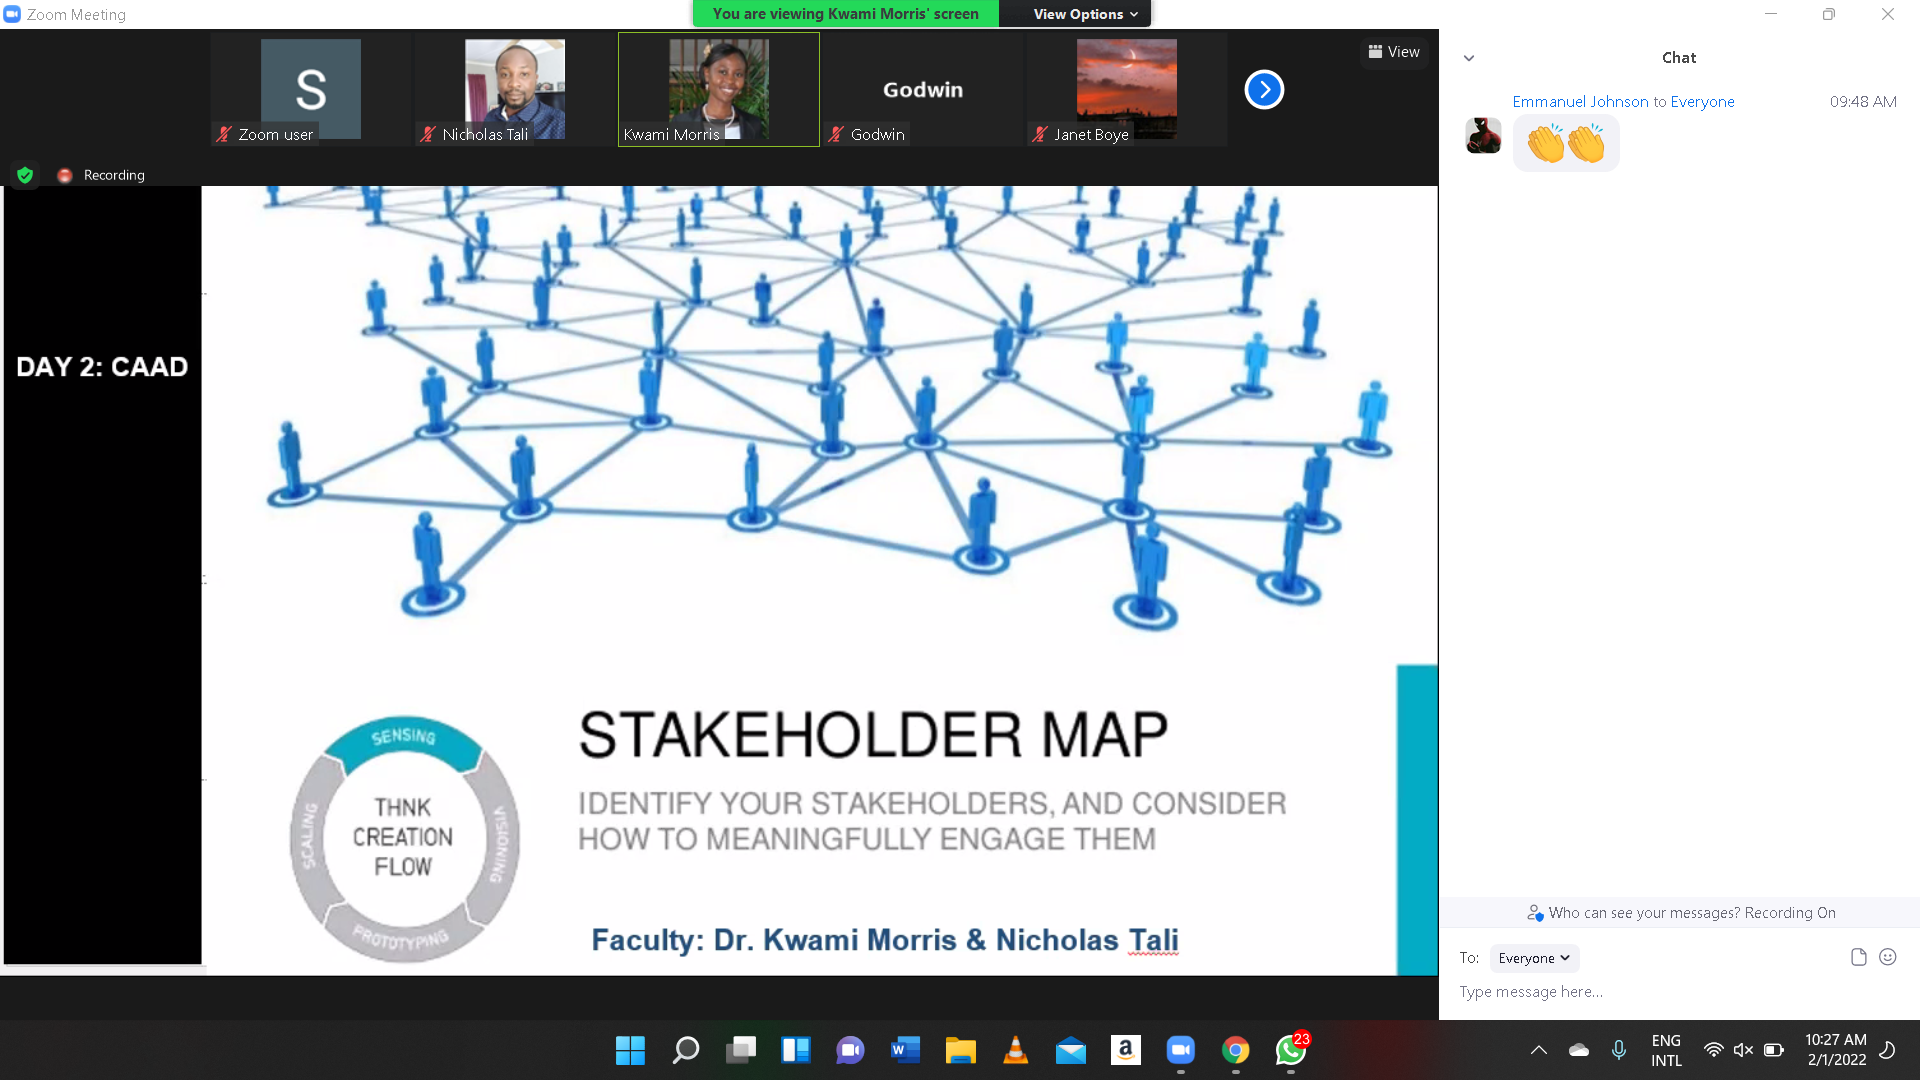 Zoom Meeting
You are viewing Kwami Morris' screen
View Options
S
Zoom user
Nicholas Tali
Kwami Morris
Godwin
Godwin
Janet Boye
View
Recording
DAY 2: CAAD
SENSING
VISIONING
PROTOTYPING
SCALING
THNK
CREATION
FLOW
STAKEHOLDER MAP
IDENTIFY YOUR STAKEHOLDERS, AND CONSIDER
HOW TO MEANINGFULLY ENGAGE THEM
Faculty: Dr. Kwami Morris & Nicholas Tali
Chat
Emmanuel Johnson to Everyone 09:48 AM
👏👏
Who can see your messages? Recording On
To: Everyone
Type message here...
W
a
23
ENG
INTL
10:27 AM
2/1/2022